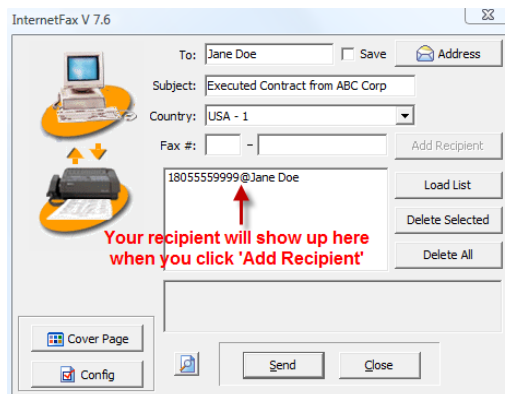 InternetFax V 7.6
To: Jane Doe Save Address
Subject: Executed Contract from ABC Corp
Country: USA - 1
Fax #: - Add Recipient
18055559999@Jane Doe
Load List
Your recipient will show up here
when you click 'Add Recipient'
Delete Selected
Delete All
Cover Page
Config
Send Close